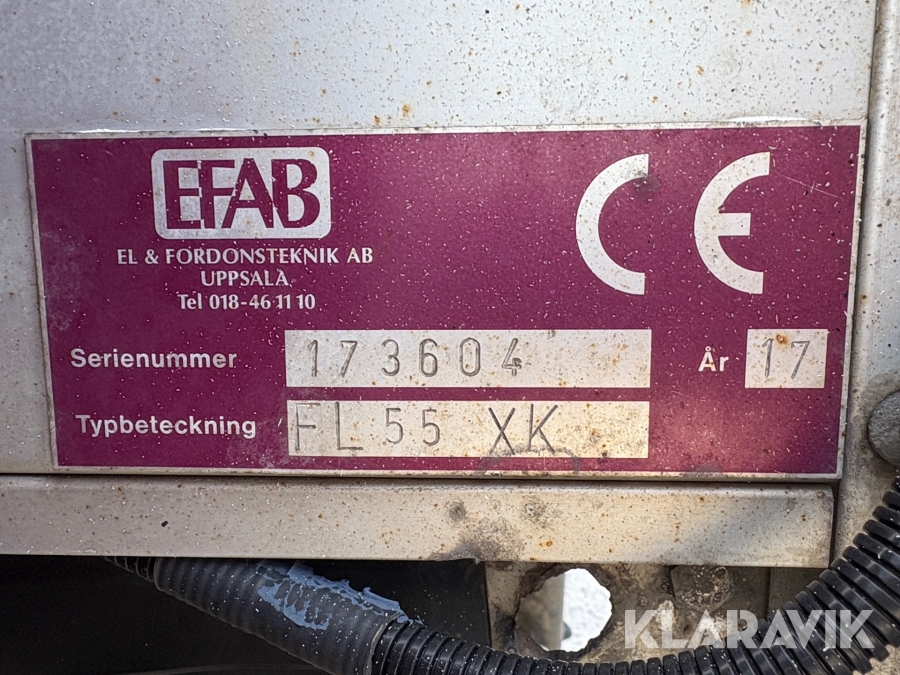 EFAB
CE
EL & FORDONSTEKNIK AB
UPPSALA
Tel 018-46 11 10
Serienummer 173604 År 17
Typbeteckning FL 55 XK
KLARAVIK